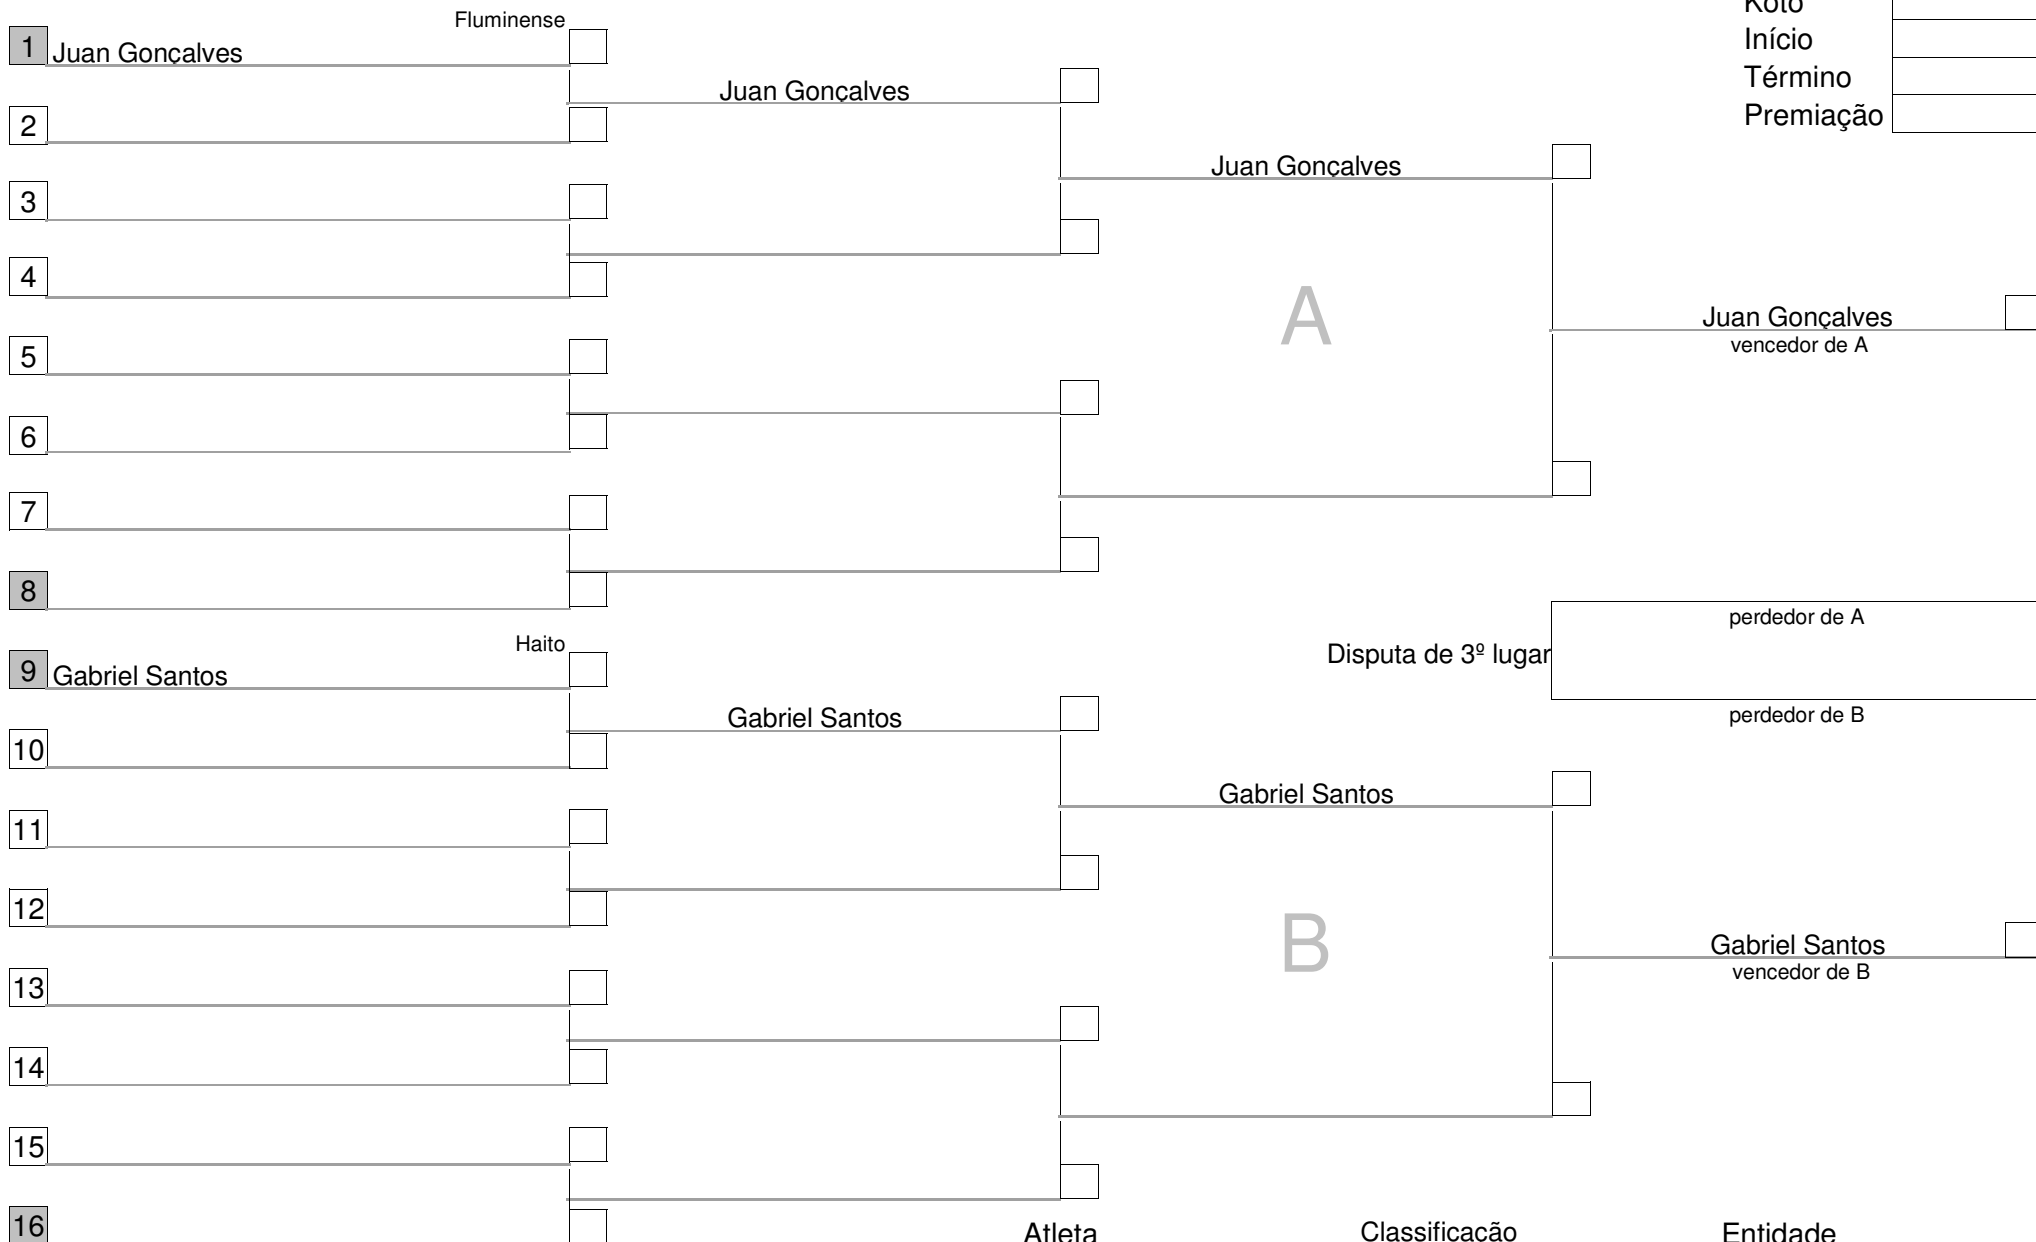 Koto
Fluminense
1 Juan Gonçalves
Início
Término
Juan Gonçalves
Premiação
2
Juan Gonçalves
3
4
A
Juan Gonçalves
vencedor de A
5
6
7
8
perdedor de A
Haito
Disputa de 3º lugar
9 Gabriel Santos
perdedor de B
Gabriel Santos
10
Gabriel Santos
11
12
B
Gabriel Santos
vencedor de B
13
14
15
16
Atleta Classificação Entidade